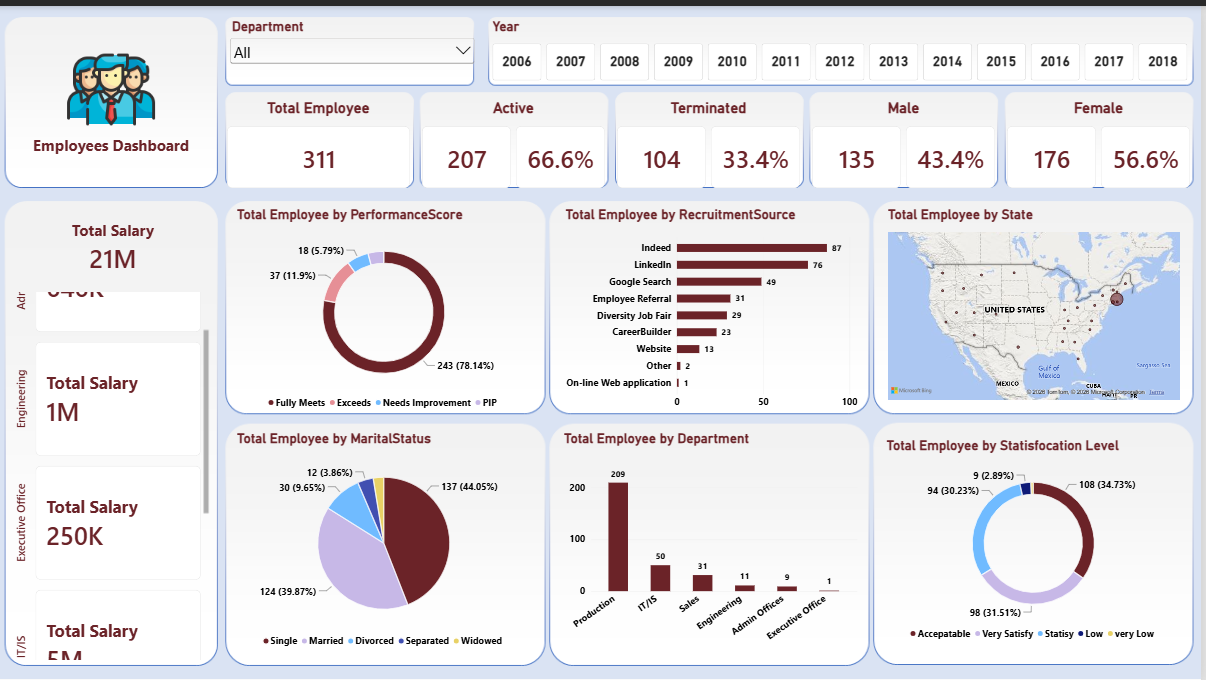 Employees Dashboard
Department
All
Year
2006 2007 2008 2009 2010 2011 2012 2013 2014 2015 2016 2017 2018
Total Employee
311
Active
207 66.6%
Terminated
104 33.4%
Male
135 43.4%
Female
176 56.6%
Total Salary
21M
Engineering
Total Salary
1M
Executive Office
Total Salary
250K
IT/IS
Total Salary
5M
Total Employee by PerformanceScore
18 (5.79%)
37 (11.9%)
243 (78.14%)
Fully Meets Exceeds Needs Improvement PIP
Total Employee by RecruitmentSource
Indeed 87
LinkedIn 76
Google Search 49
Employee Referral 31
Diversity Job Fair 29
CareerBuilder 23
Website 13
Other 2
On-line Web application 1
0 50 100
Total Employee by State
UNITED STATES
MEXICO
Gulf of
Mexico
CUBA
Sargasso Sea
PR
Microsoft Bing
© 2026 TomTom, © 2026 Microsoft Corporation Terms
Total Employee by MaritalStatus
12 (3.86%)
30 (9.65%)
137 (44.05%)
124 (39.87%)
Single Married Divorced Separated Widowed
Total Employee by Department
200
100
0
209
50
31
11
9
1
Production IT/IS Sales Engineering Admin Offices Executive Office
Total Employee by Statisfocation Level
9 (2.89%)
94 (30.23%)
108 (34.73%)
98 (31.51%)
Accepatable Very Satisfy Statisy Low very Low